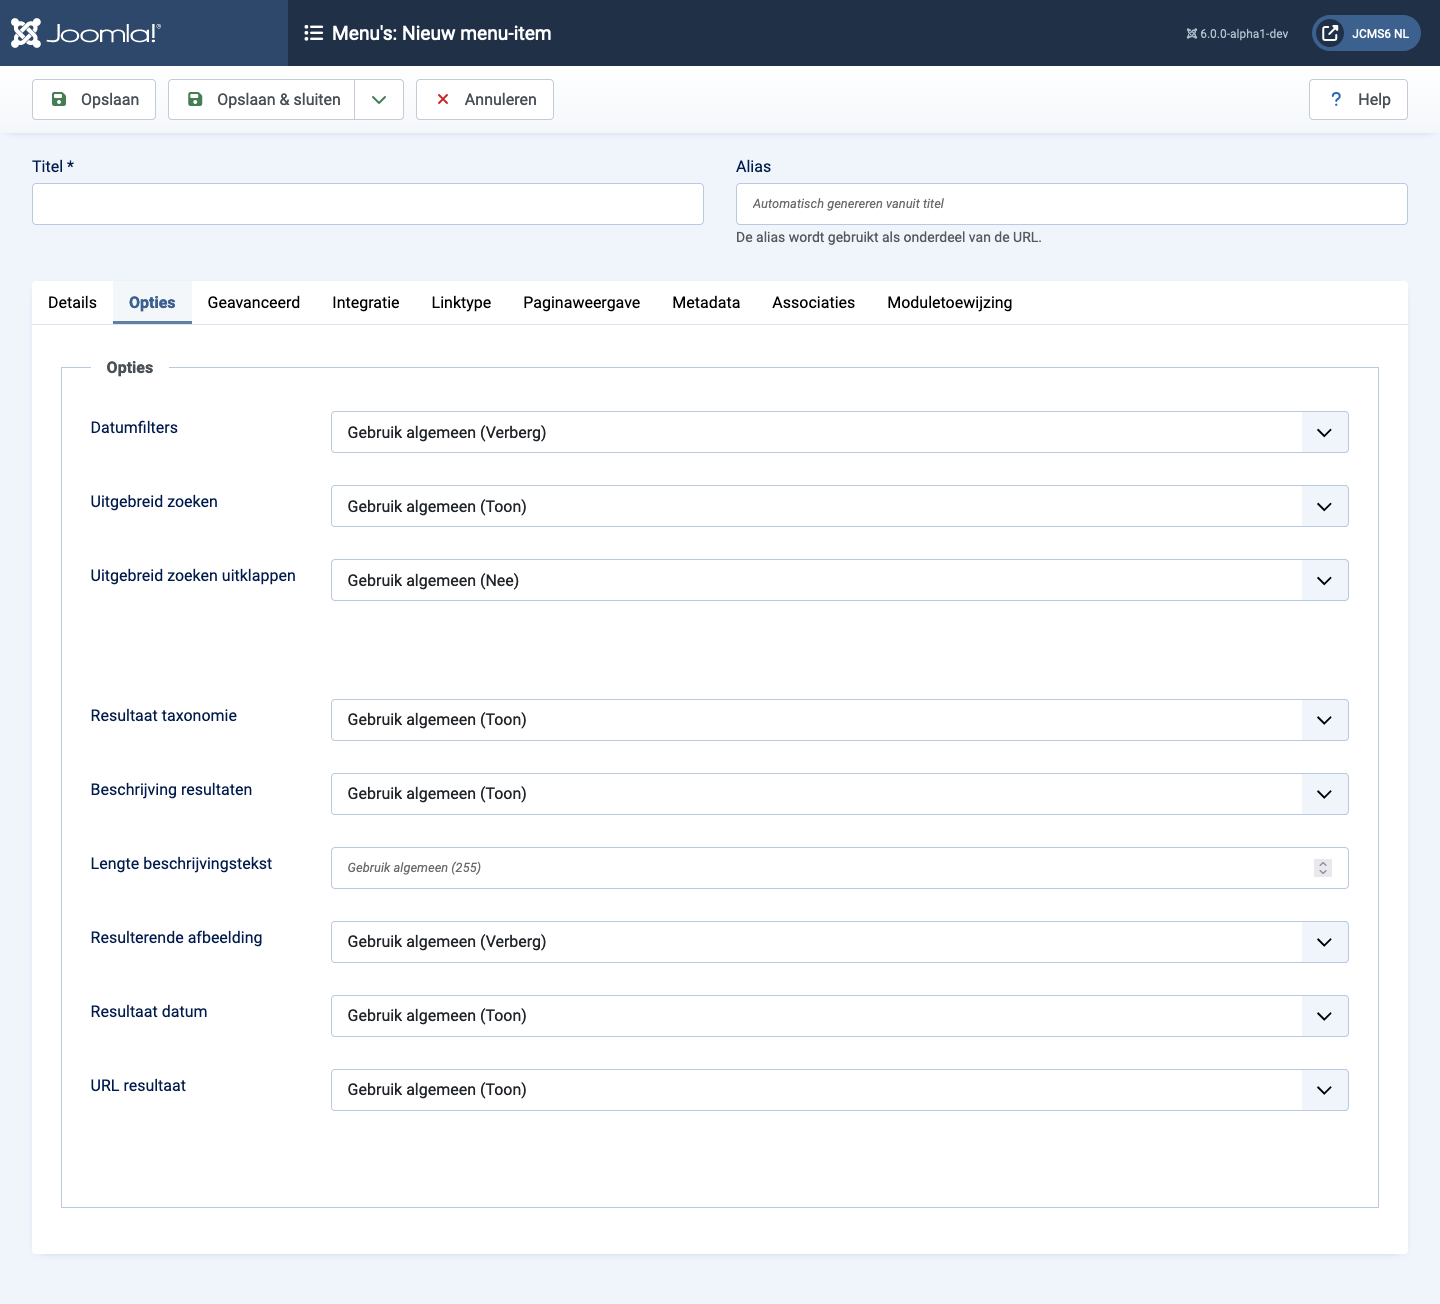 Joomla!®
Menu's: Nieuw menu-item
6.0.0-alpha1-dev
JCMS6 NL
Opslaan
Opslaan & sluiten
Annuleren
? Help
Titel *
Alias
Automatisch genereren vanuit titel
De alias wordt gebruikt als onderdeel van de URL.
Details
Opties
Geavanceerd
Integratie
Linktype
Paginaweergave
Metadata
Associaties
Moduletoewijzing
Opties
Datumfilters
Gebruik algemeen (Verberg)
Uitgebreid zoeken
Gebruik algemeen (Toon)
Uitgebreid zoeken uitklappen
Gebruik algemeen (Nee)
Resultaat taxonomie
Gebruik algemeen (Toon)
Beschrijving resultaten
Gebruik algemeen (Toon)
Lengte beschrijvingstekst
Gebruik algemeen (255)
Resulterende afbeelding
Gebruik algemeen (Verberg)
Resultaat datum
Gebruik algemeen (Toon)
URL resultaat
Gebruik algemeen (Toon)